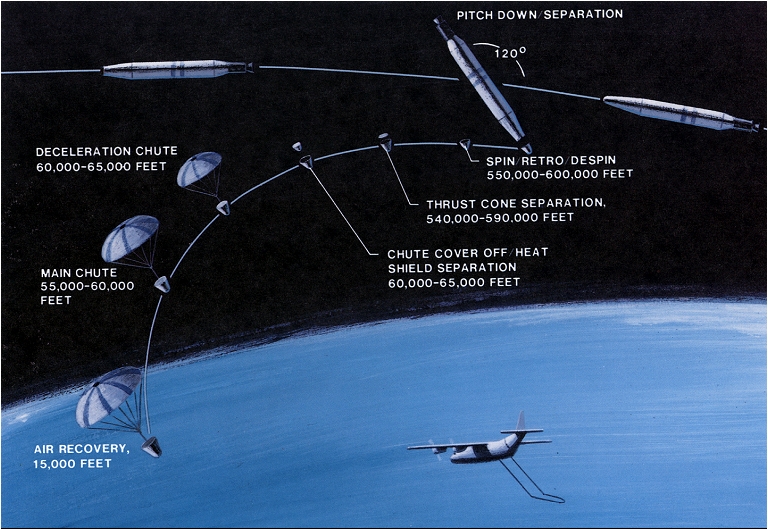 PITCH DOWN/SEPARATION
120°
DECELERATION CHUTE
60,000-65,000 FEET
SPIN/RETRO/DESPIN
550,000-600,000 FEET
THRUST CONE SEPARATION,
540,000-590,000 FEET
CHUTE COVER OFF/HEAT
SHIELD SEPARATION
60,000-65,000 FEET
MAIN CHUTE
55,000-60,000
FEET
AIR RECOVERY,
15,000 FEET